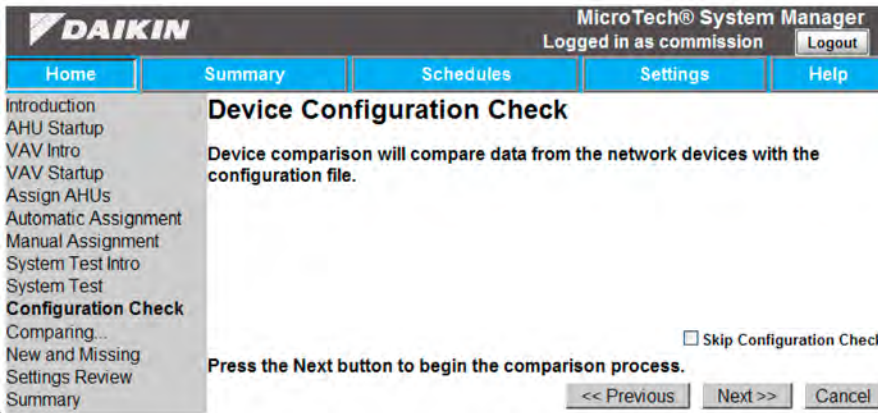 DAIKIN
MicroTech® System Manager
Logged in as commission
Logout
Home
Summary
Schedules
Settings
Help
Introduction
AHU Startup
VAV Intro
VAV Startup
Assign AHUs
Automatic Assignment
Manual Assignment
System Test Intro
System Test
Configuration Check
Comparing...
New and Missing
Settings Review
Summary
Device Configuration Check
Device comparison will compare data from the network devices with the
configuration file.
Skip Configuration Check
Press the Next button to begin the comparison process.
<< Previous
Next >>
Cancel